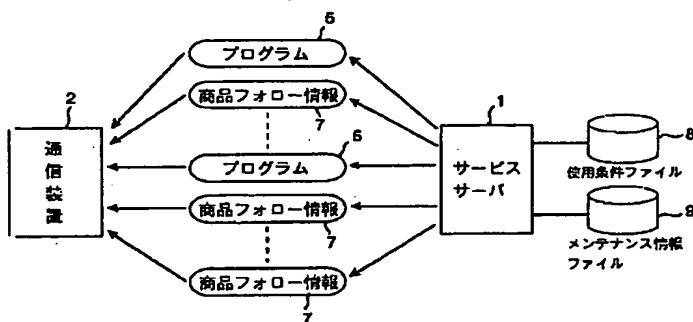 6
プログラム
商品フォロー情報
7
2
通信装置
6
プログラム
1
サービス
サーバ
8
使用条件ファイル
商品フォロー情報
7
9
メンテナンス情報
ファイル
商品フォロー情報
7